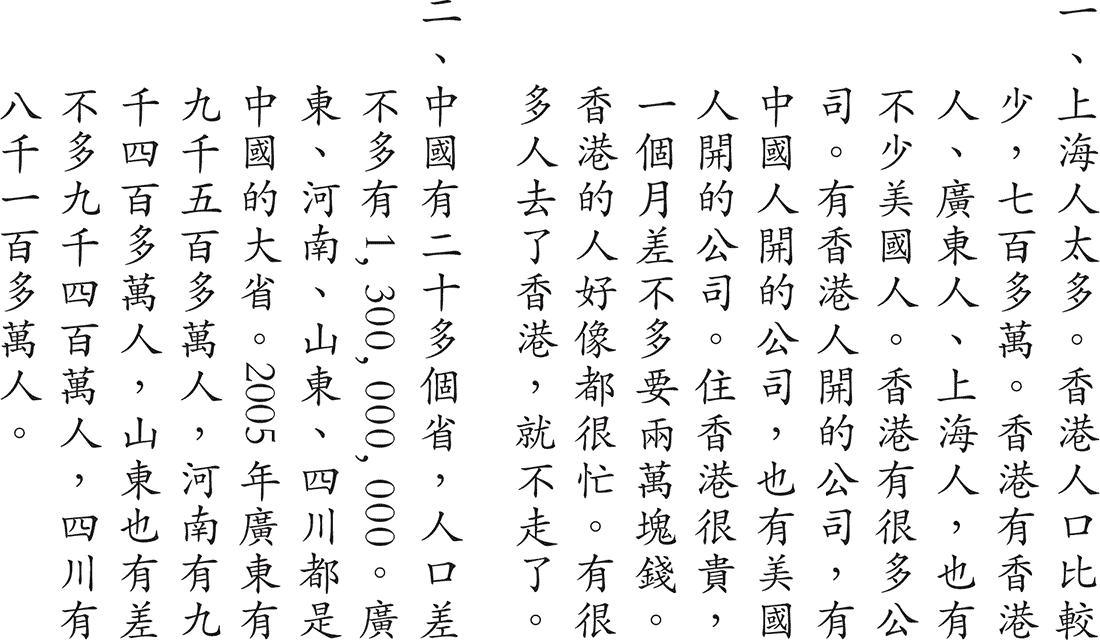 一、上海人太多。香港人口比較
少，七百多萬。香港有香港
人、廣東人、上海人，也有
不少美國人。香港有很多公
司。有香港人開的公司，有
中國人開的公司，也有美國
人開的公司。住香港很貴，
一個月差不多要兩萬塊錢。
香港的人好像都很忙。有很
多人去了香港，就不走了。
二、中國有二十多個省，人口差
不多有1,300,000,000。廣
東、河南、山東、四川都是
中國的大省。2005年廣東有
九千五百多萬人，河南有九
千四百多萬人，山東也有差
不多九千四百萬人，四川有
八千一百多萬人。